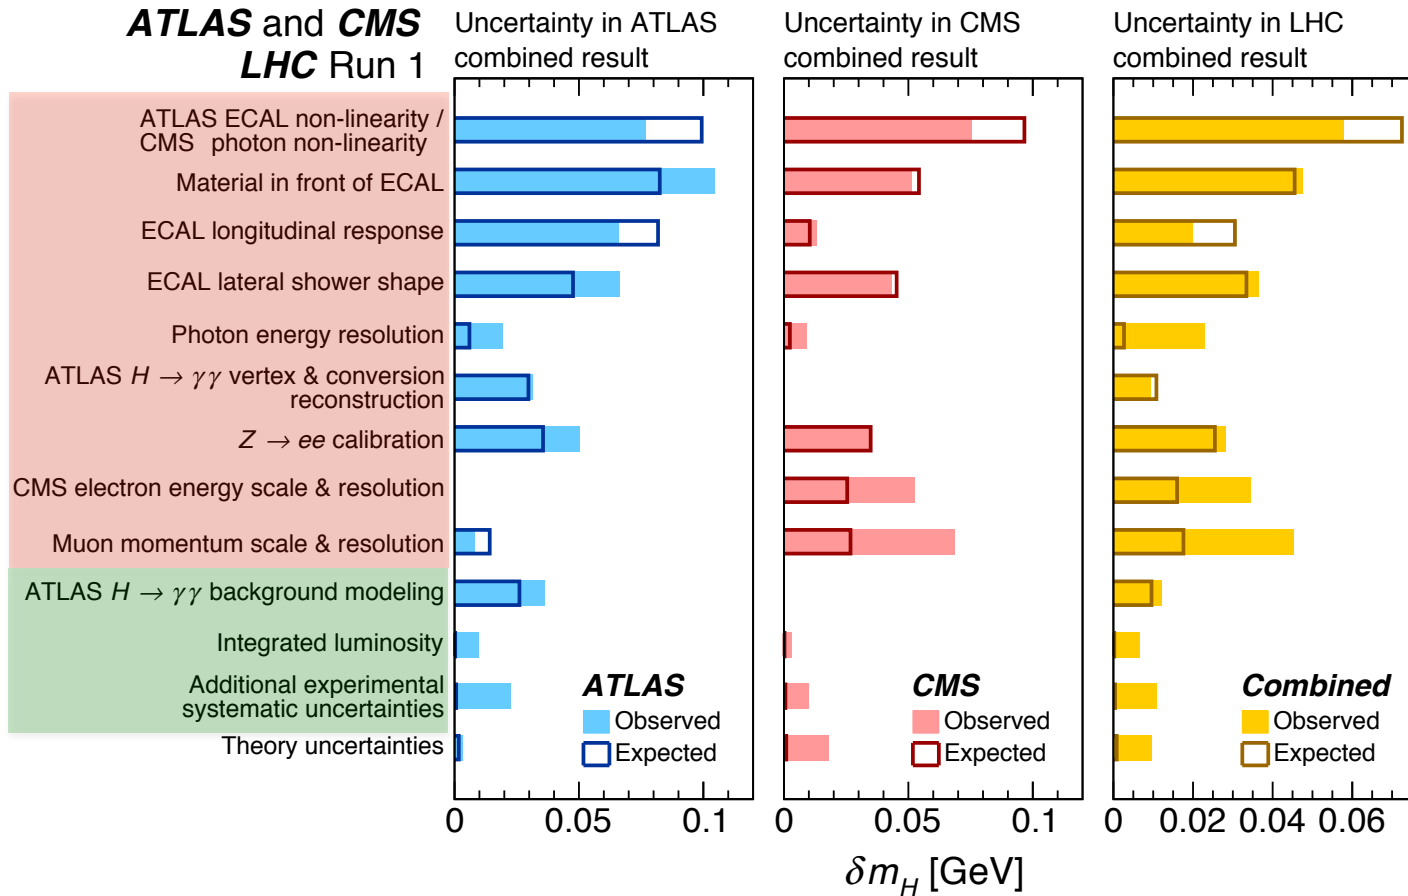 ATLAS and CMS
LHC Run 1
Uncertainty in ATLAS
combined result
Uncertainty in CMS
combined result
Uncertainty in LHC
combined result
ATLAS ECAL non-linearity /
CMS photon non-linearity
Material in front of ECAL
ECAL longitudinal response
ECAL lateral shower shape
Photon energy resolution
ATLAS H → γγ vertex & conversion
reconstruction
Z → ee calibration
CMS electron energy scale & resolution
Muon momentum scale & resolution
ATLAS H → γγ background modeling
Integrated luminosity
Additional experimental
systematic uncertainties
Theory uncertainties
ATLAS
Observed
Expected
CMS
Observed
Expected
Combined
Observed
Expected
0 0.05 0.1
0 0.05 0.1
0 0.02 0.04 0.06
δm_H [GeV]